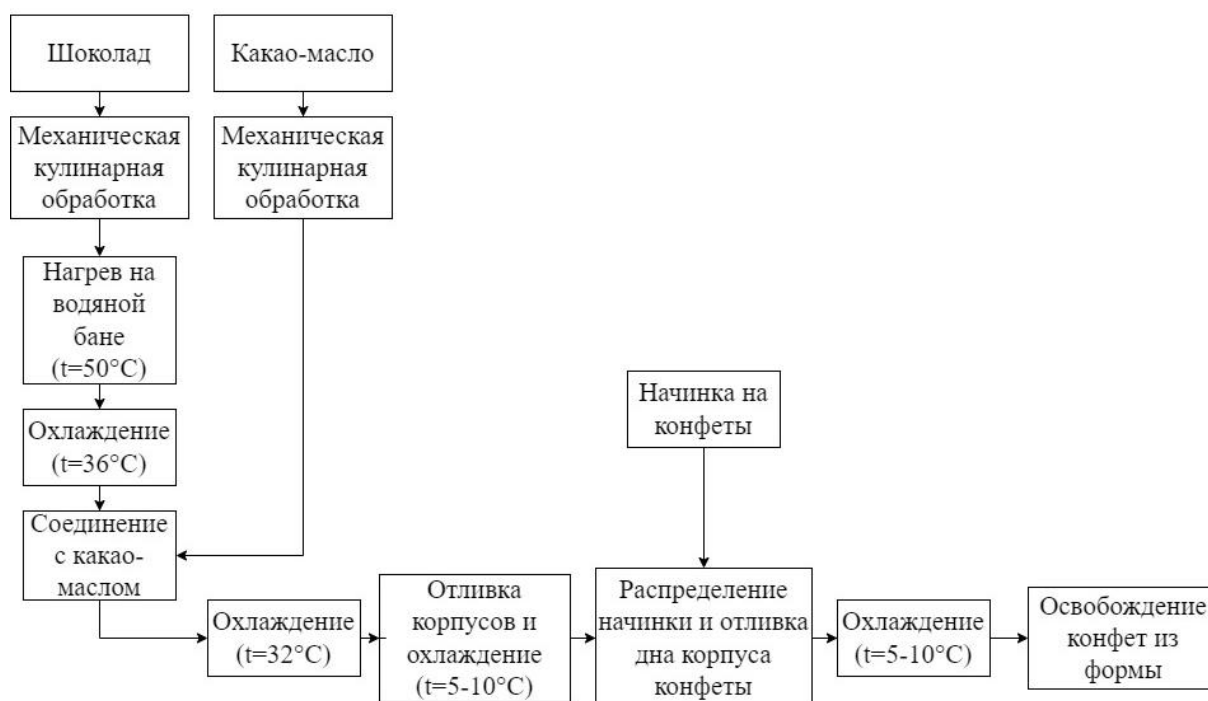 Шоколад
Какао-масло
Механическая
кулинарная
обработка
Механическая
кулинарная
обработка
Нагрев на
водяной
бане
(t=50°C)
Охлаждение
(t=36°C)
Соединение
с какао-
маслом
Охлаждение
(t=32°C)
Отливка
корпусов и
охлаждение
(t=5-10°C)
Начинка на
конфеты
Распределение
начинки и отливка
дна корпуса
конфеты
Охлаждение
(t=5-10°C)
Освобождение
конфет из
формы